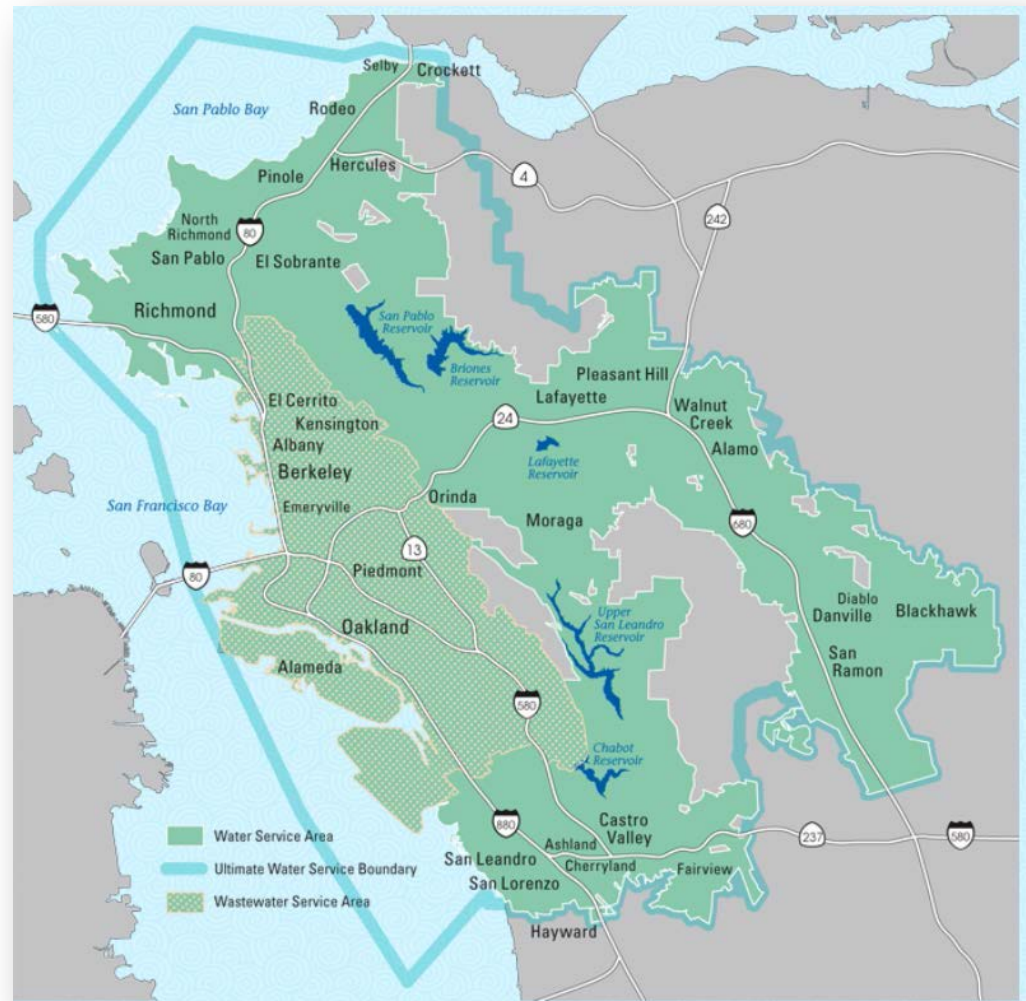 Selby
Crockett
San Pablo Bay
Rodeo
Hercules
Pinole
4
North
Richmond
80
242
San Pablo
El Sobrante
Richmond
580
San Pablo
Reservoir
Briones
Reservoir
Pleasant Hill
Lafayette
El Cerrito
Kensington
24
Walnut
Creek
Albany
Alamo
Berkeley
Lafayette
Reservoir
Orinda
San Francisco Bay
Emeryville
Moraga
680
13
80
Piedmont
Diablo
Danville
Blackhawk
Upper
San Leandro
Reservoir
Oakland
San
Ramon
Alameda
580
Chabot
Reservoir
Castro
Valley
880
Ashland
237
580
Cherryland
San Leandro
Fairview
San Lorenzo
Hayward
Water Service Area
Ultimate Water Service Boundary
Wastewater Service Area